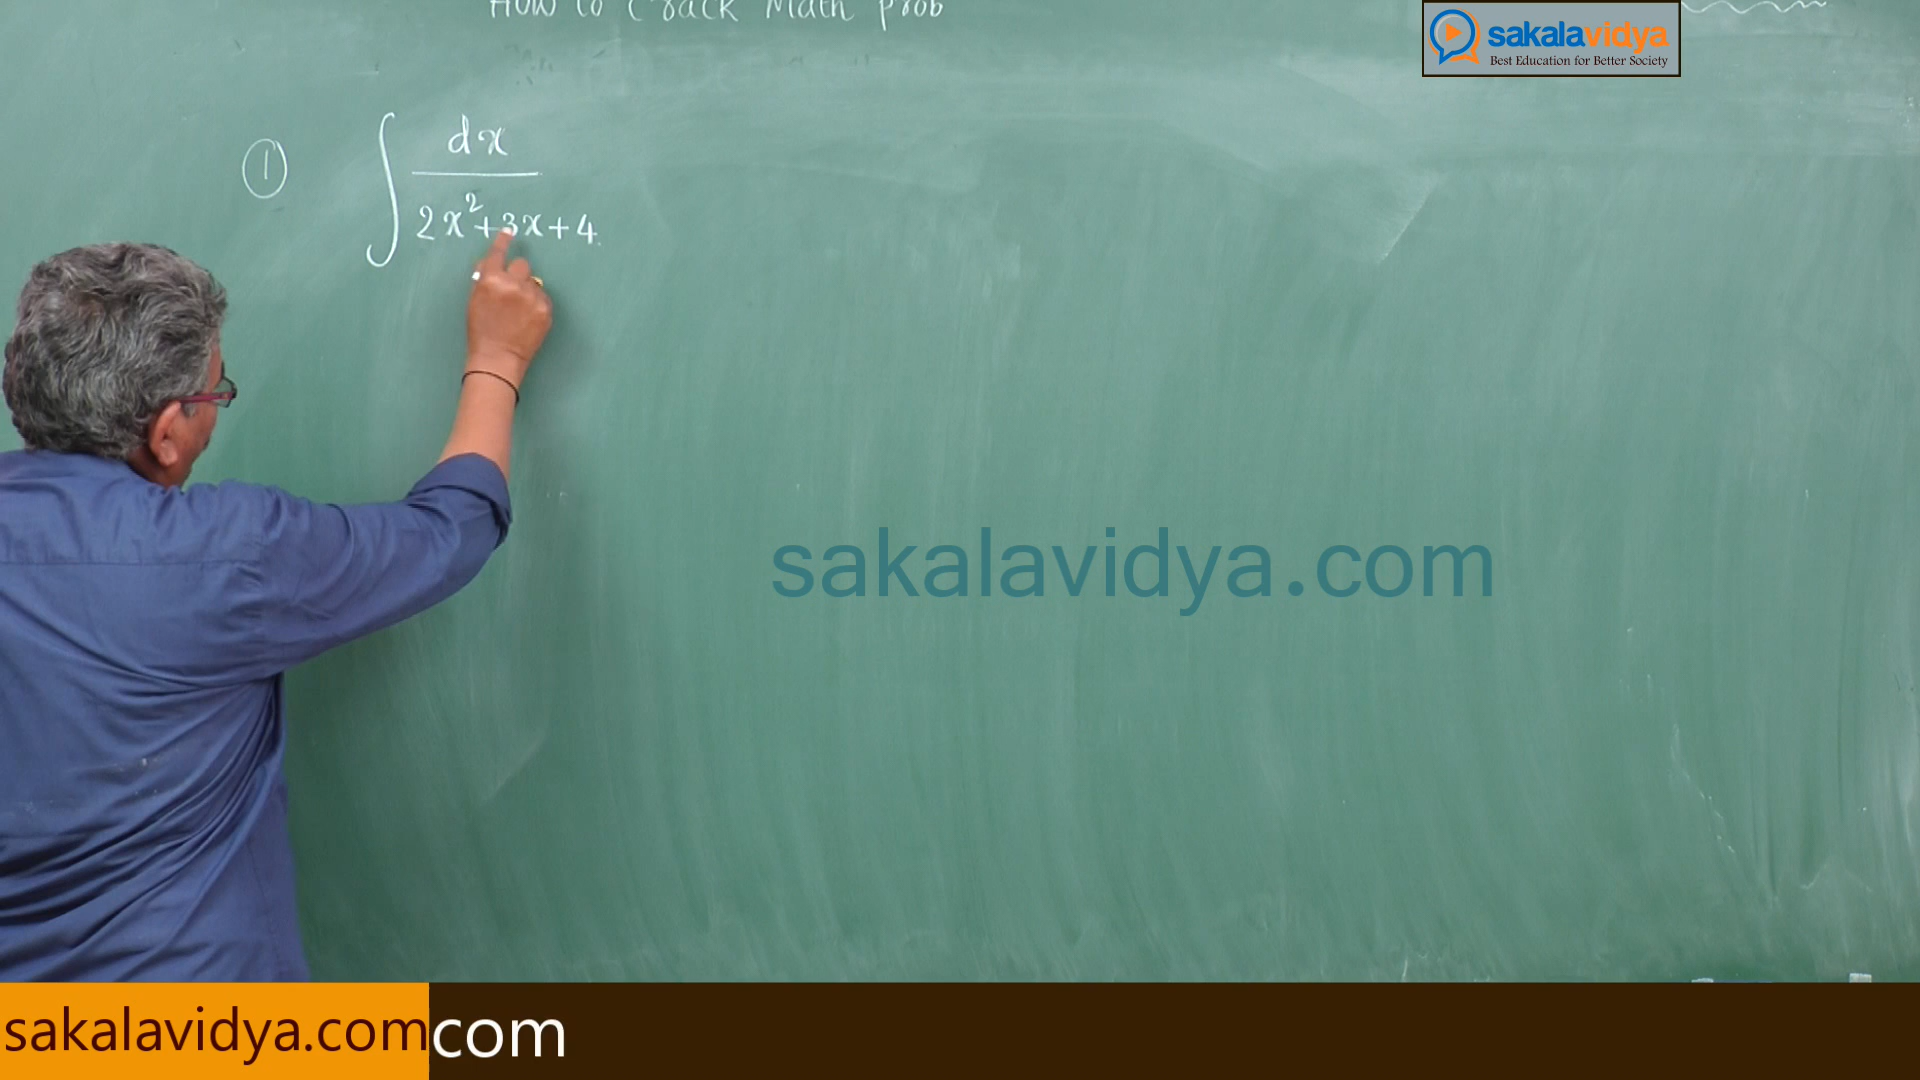 How to Crack Math Prob
sakalavidya
Best Education for Better Society
① ∫ dx
2x²+3x+4.
sakalavidya.com
sakalavidya.com com